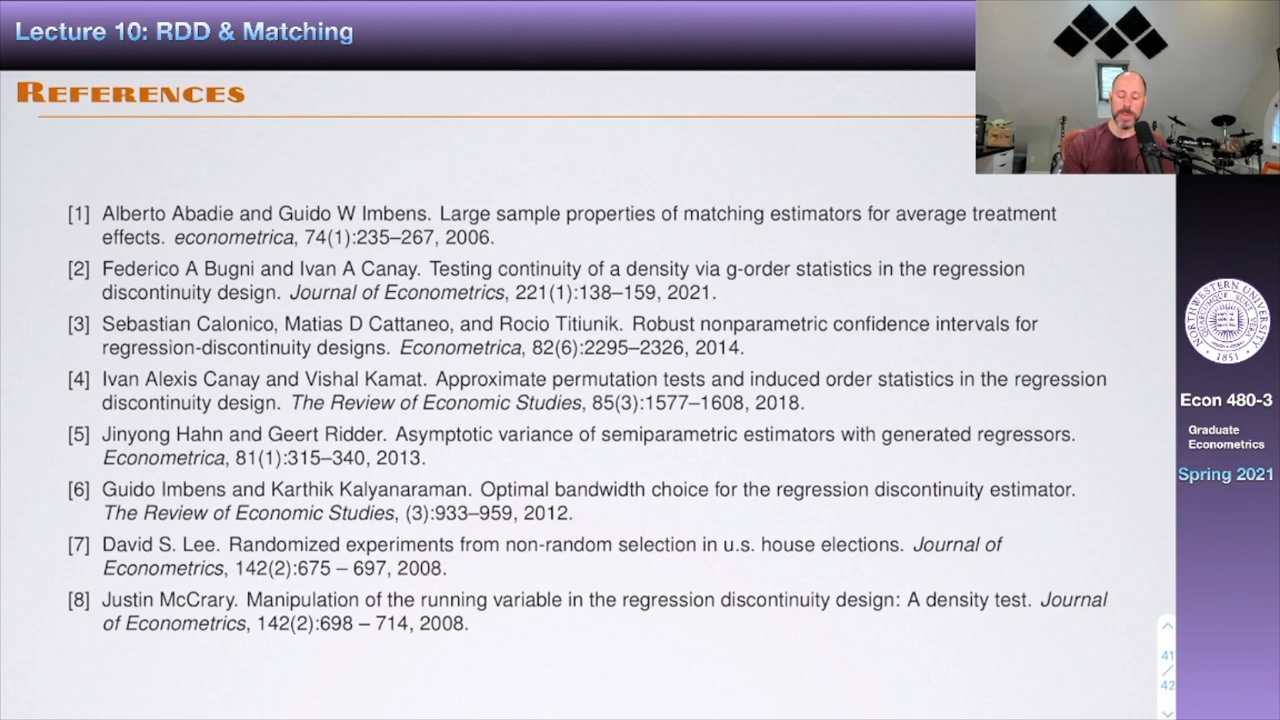 Lecture 10: RDD & Matching
REFERENCES
[1] Alberto Abadie and Guido W Imbens. Large sample properties of matching estimators for average treatment
effects. econometrica, 74(1):235–267, 2006.
[2] Federico A Bugni and Ivan A Canay. Testing continuity of a density via g-order statistics in the regression
discontinuity design. Journal of Econometrics, 221(1):138–159, 2021.
[3] Sebastian Calonico, Matias D Cattaneo, and Rocio Titiunik. Robust nonparametric confidence intervals for
regression-discontinuity designs. Econometrica, 82(6):2295–2326, 2014.
[4] Ivan Alexis Canay and Vishal Kamat. Approximate permutation tests and induced order statistics in the regression
discontinuity design. The Review of Economic Studies, 85(3):1577–1608, 2018.
[5] Jinyong Hahn and Geert Ridder. Asymptotic variance of semiparametric estimators with generated regressors.
Econometrica, 81(1):315–340, 2013.
[6] Guido Imbens and Karthik Kalyanaraman. Optimal bandwidth choice for the regression discontinuity estimator.
The Review of Economic Studies, (3):933–959, 2012.
[7] David S. Lee. Randomized experiments from non-random selection in u.s. house elections. Journal of
Econometrics, 142(2):675 – 697, 2008.
[8] Justin McCrary. Manipulation of the running variable in the regression discontinuity design: A density test. Journal
of Econometrics, 142(2):698 – 714, 2008.
NORTHWESTERN UNIVERSITY
1851
Econ 480-3
Graduate
Econometrics
Spring 2021
41
/
42